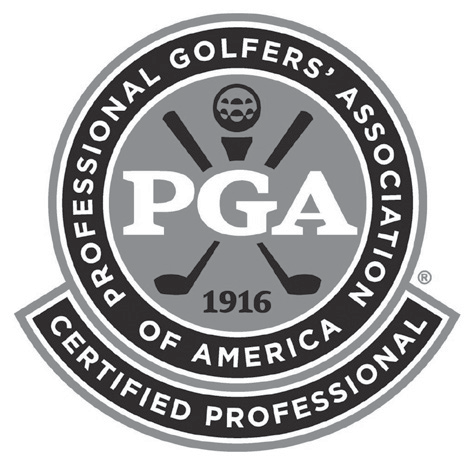 PROFESSIONAL GOLFERS' ASSOCIATION
OF AMERICA
PGA
1916
®
CERTIFIED PROFESSIONAL